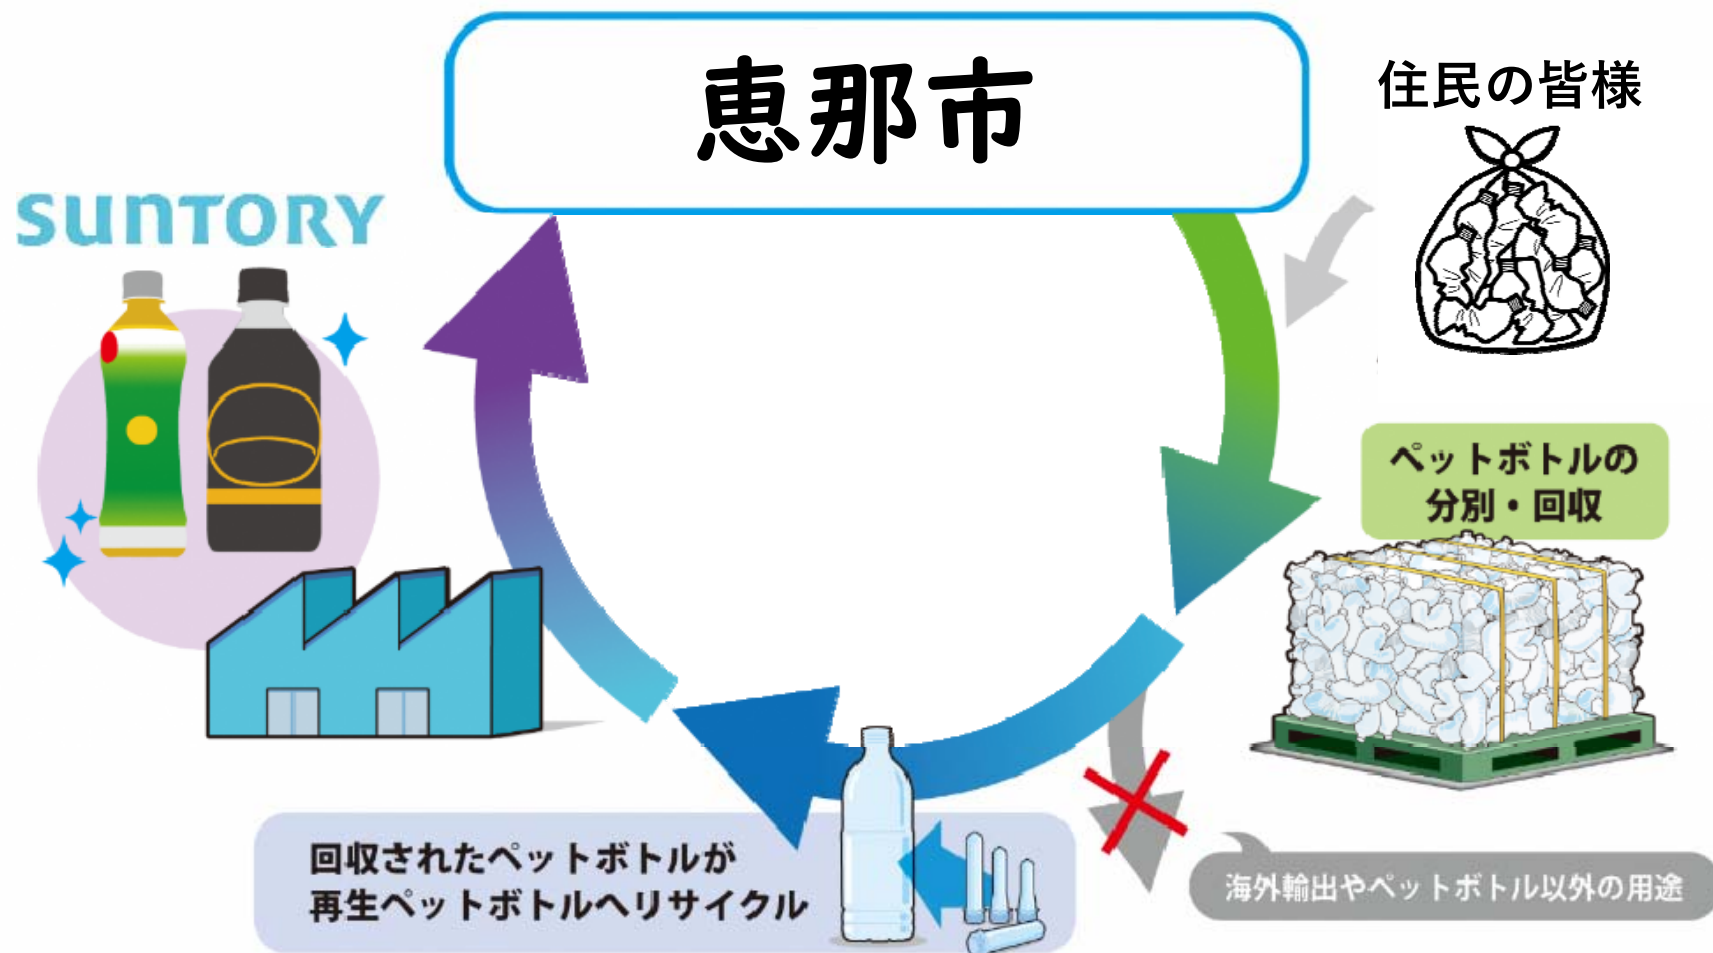 恵那市
住民の皆様
SUNTORY
ペットボトルの
分別・回収
回収されたペットボトルが
再生ペットボトルへリサイクル
海外輸出やペットボトル以外の用途